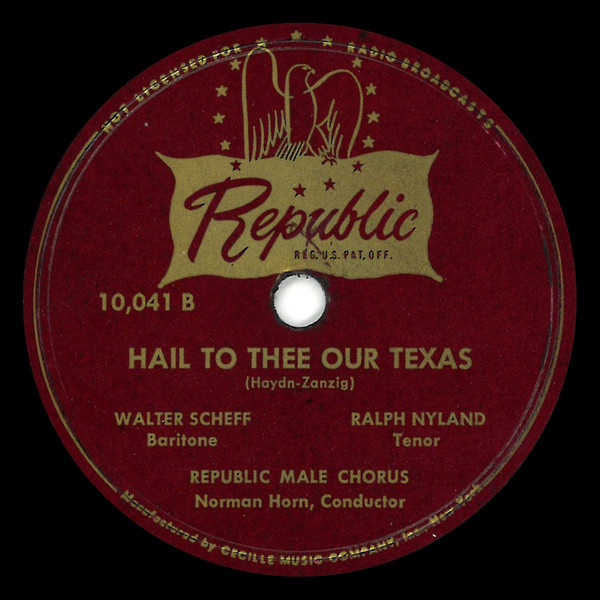 NOT LICENSED FOR RADIO BROADCASTS
Republic
REG. U.S. PAT. OFF.
10,041 B
HAIL TO THEE OUR TEXAS
(Haydn-Zanzig)
WALTER SCHEFF RALPH NYLAND
Baritone Tenor
REPUBLIC MALE CHORUS
Norman Horn, Conductor
Manufactured by CECILLE MUSIC COMPANY, Inc. New York